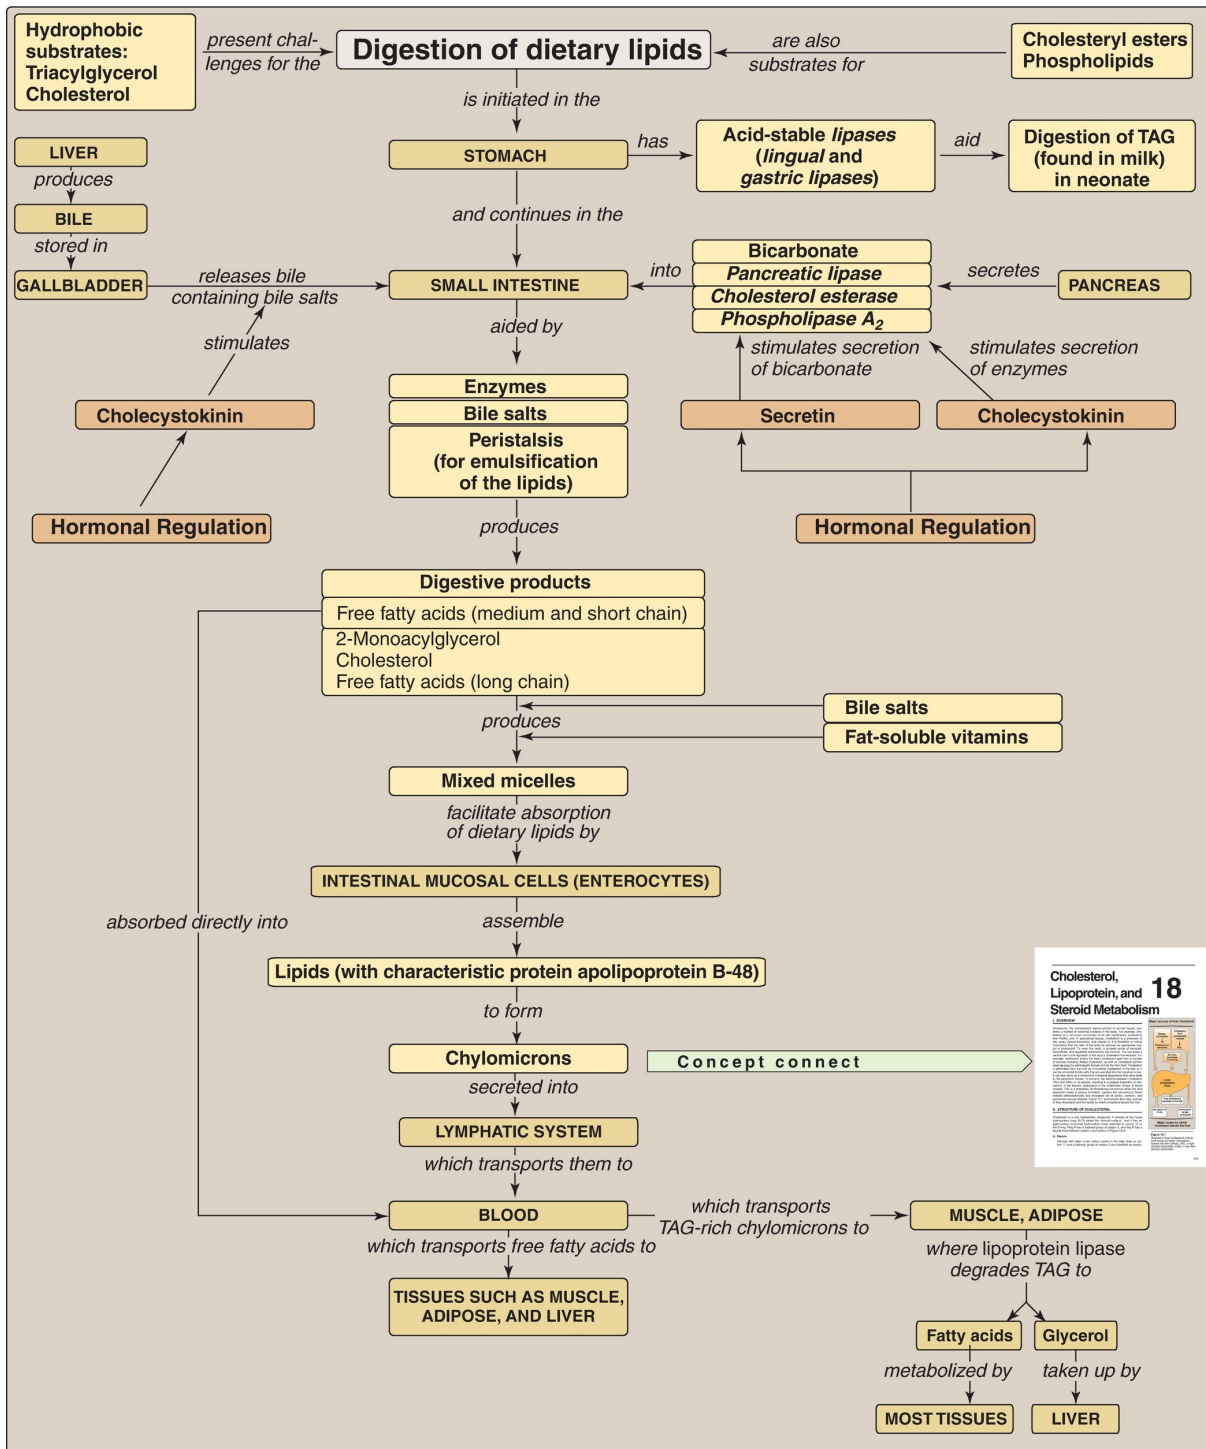 Hydrophobic
substrates:
Triacylglycerol
Cholesterol
present chal-
lenges for the
Digestion of dietary lipids
are also
substrates for
Cholesteryl esters
Phospholipids
is initiated in the
LIVER
produces
BILE
stored in
GALLBLADDER
STOMACH
has
Acid-stable lipases
(lingual and
gastric lipases)
aid
Digestion of TAG
(found in milk)
in neonate
and continues in the
releases bile
containing bile salts
SMALL INTESTINE
into
Bicarbonate
Pancreatic lipase
Cholesterol esterase
Phospholipase A2
secretes
PANCREAS
stimulates
Cholecystokinin
Hormonal Regulation
aided by
stimulates secretion
of bicarbonate
stimulates secretion
of enzymes
Secretin
Cholecystokinin
Hormonal Regulation
Enzymes
Bile salts
Peristalsis
(for emulsification
of the lipids)
produces
Digestive products
Free fatty acids (medium and short chain)
2-Monoacylglycerol
Cholesterol
Free fatty acids (long chain)
produces
Bile salts
Fat-soluble vitamins
Mixed micelles
facilitate absorption
of dietary lipids by
INTESTINAL MUCOSAL CELLS (ENTEROCYTES)
absorbed directly into
assemble
Lipids (with characteristic protein apolipoprotein B-48)
to form
Chylomicrons
Concept connect
Cholesterol,
Lipoprotein, and 18
Steroid Metabolism
I. OVERVIEW
II. STRUCTURE OF CHOLESTEROL
secreted into
LYMPHATIC SYSTEM
which transports them to
BLOOD
which transports
TAG-rich chylomicrons to
MUSCLE, ADIPOSE
which transports free fatty acids to
TISSUES SUCH AS MUSCLE,
ADIPOSE, AND LIVER
where lipoprotein lipase
degrades TAG to
Fatty acids
Glycerol
metabolized by
taken up by
MOST TISSUES
LIVER